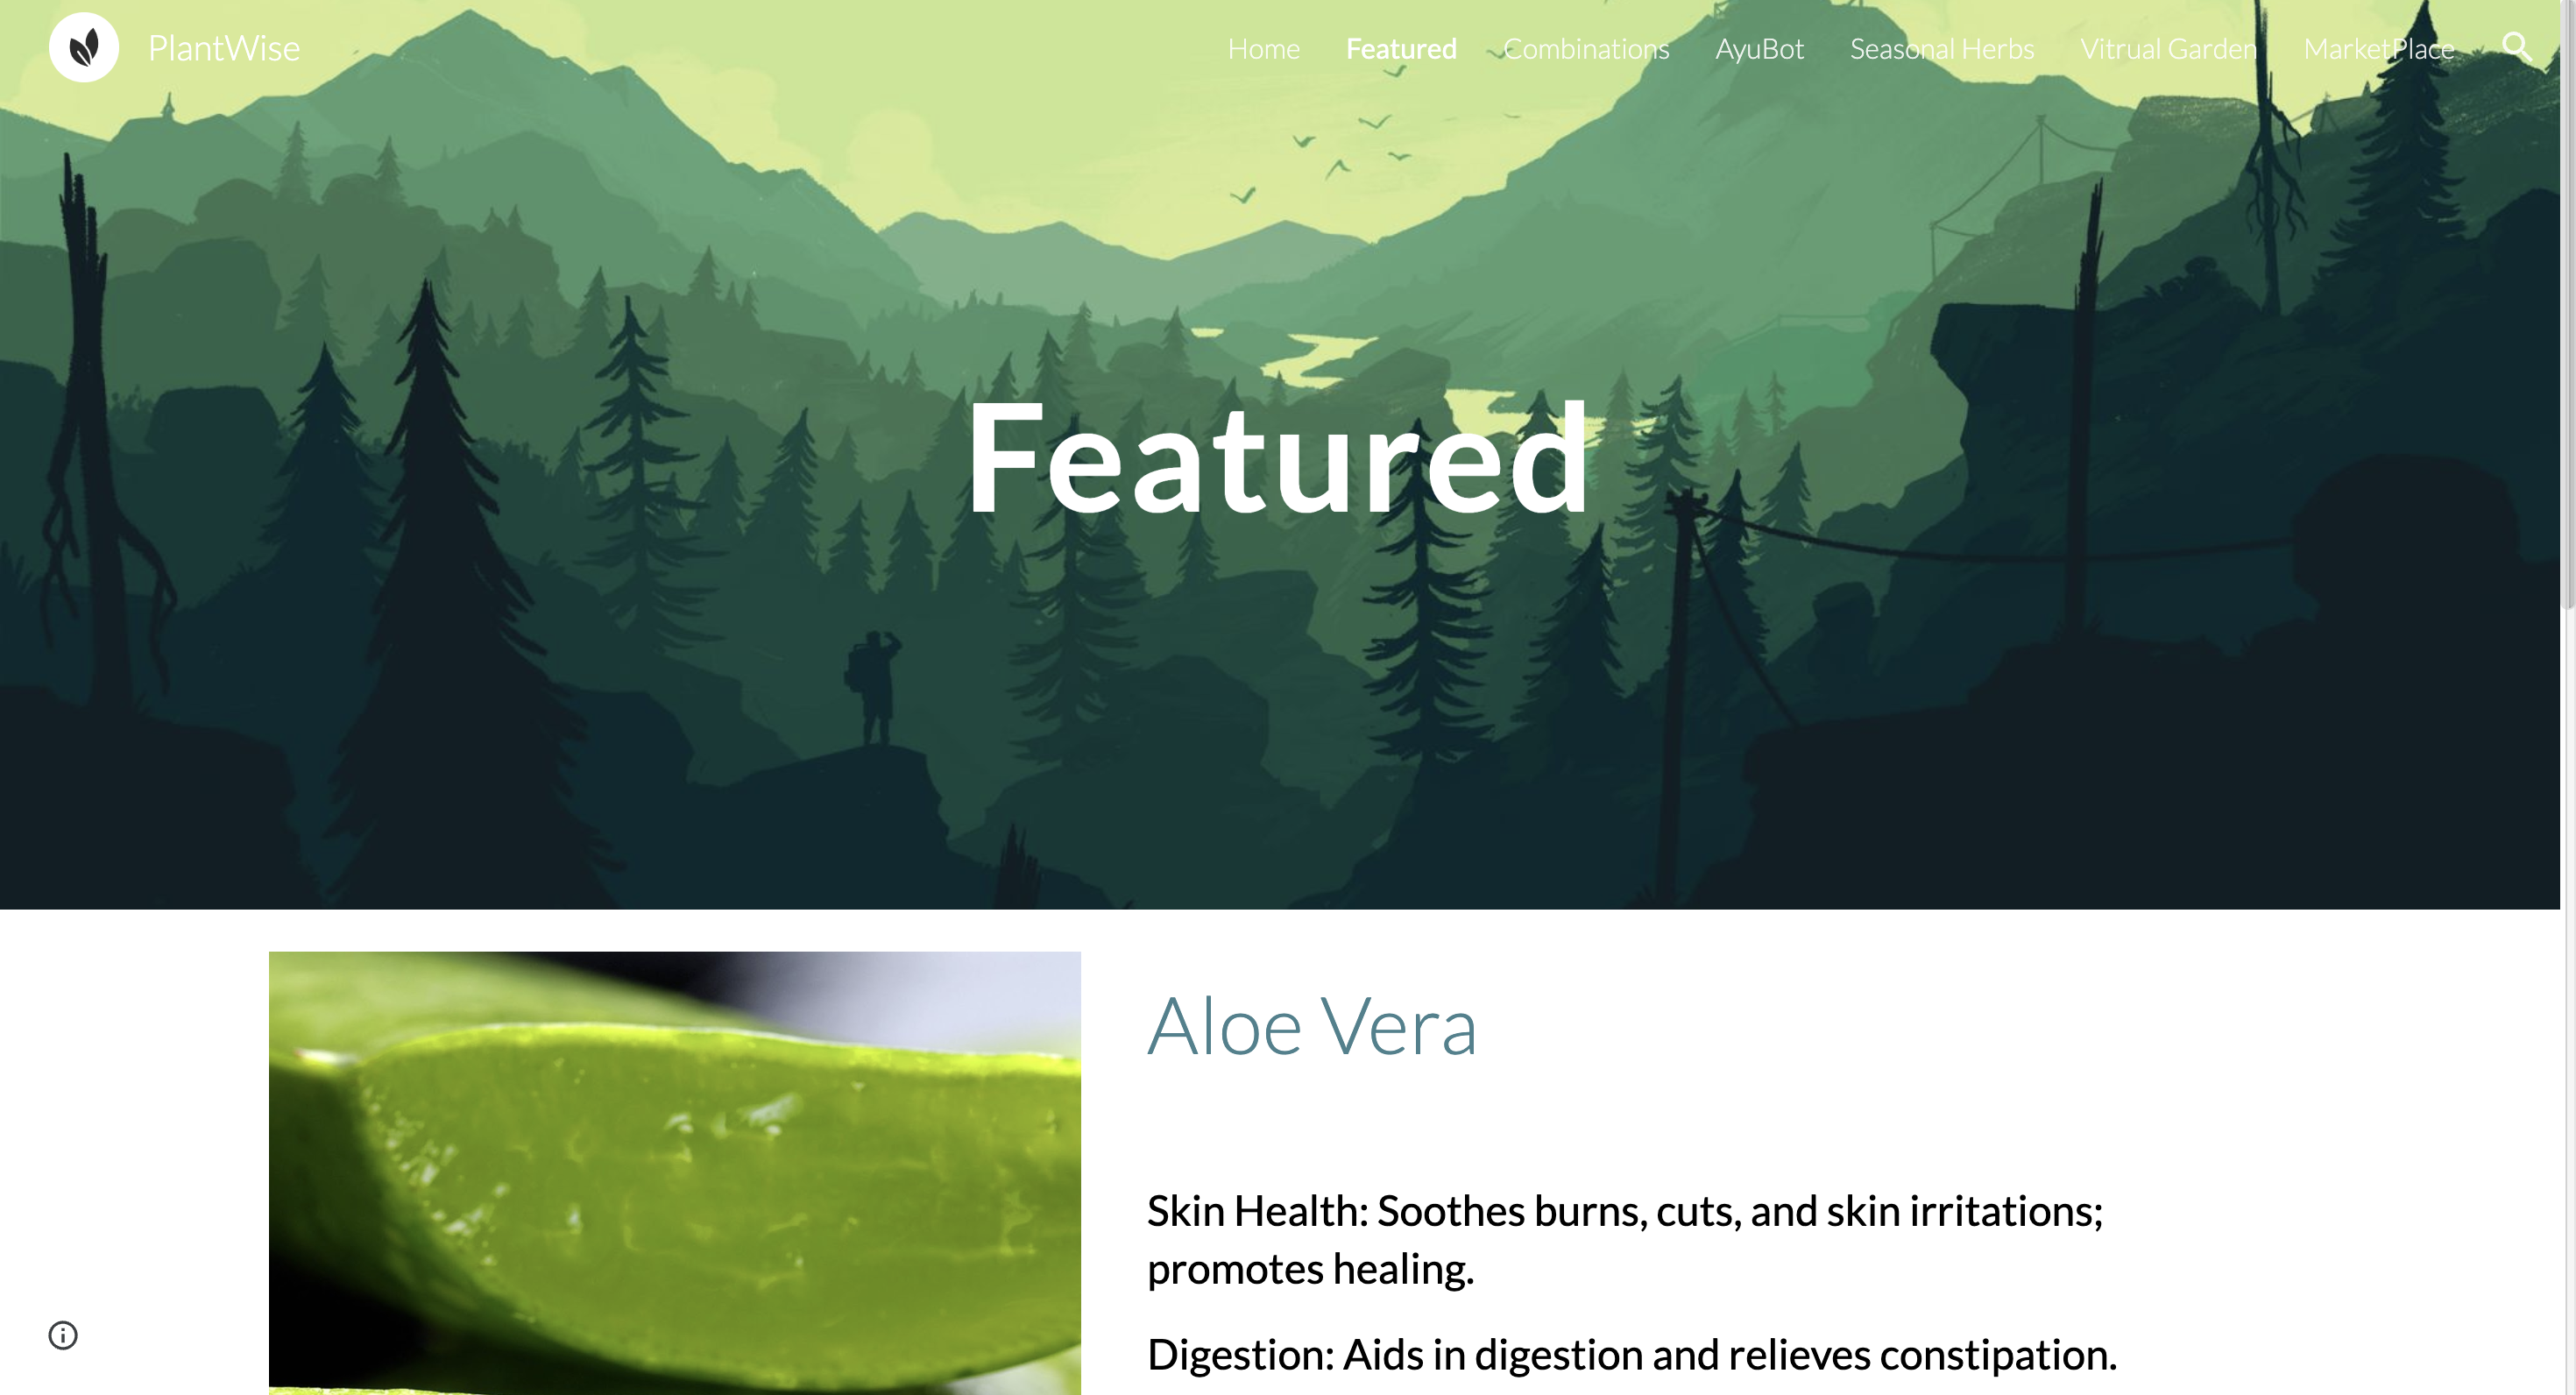 PlantWise
Home Featured Combinations AyuBot Seasonal Herbs Vitrual Garden MarketPlace
Featured
Aloe Vera
Skin Health: Soothes burns, cuts, and skin irritations;
promotes healing.
Digestion: Aids in digestion and relieves constipation.